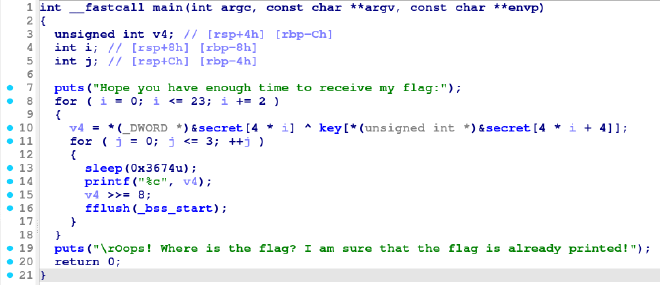 1 int __fastcall main(int argc, const char **argv, const char **envp)
2 {
3 unsigned int v4; // [rsp+4h] [rbp-Ch]
4 int i; // [rsp+8h] [rbp-8h]
5 int j; // [rsp+Ch] [rbp-4h]
6
7 puts("Hope you have enough time to receive my flag:");
8 for ( i = 0; i <= 23; i += 2 )
9 {
10 v4 = *(_DWORD *)&secret[4 * i] ^ key[*(unsigned int *)&secret[4 * i + 4]];
11 for ( j = 0; j <= 3; ++j )
12 {
13 sleep(0x3674u);
14 printf("%c", v4);
15 v4 >>= 8;
16 fflush(_bss_start);
17 }
18 }
19 puts("\rOops! Where is the flag? I am sure that the flag is already printed!");
20 return 0;
21 }